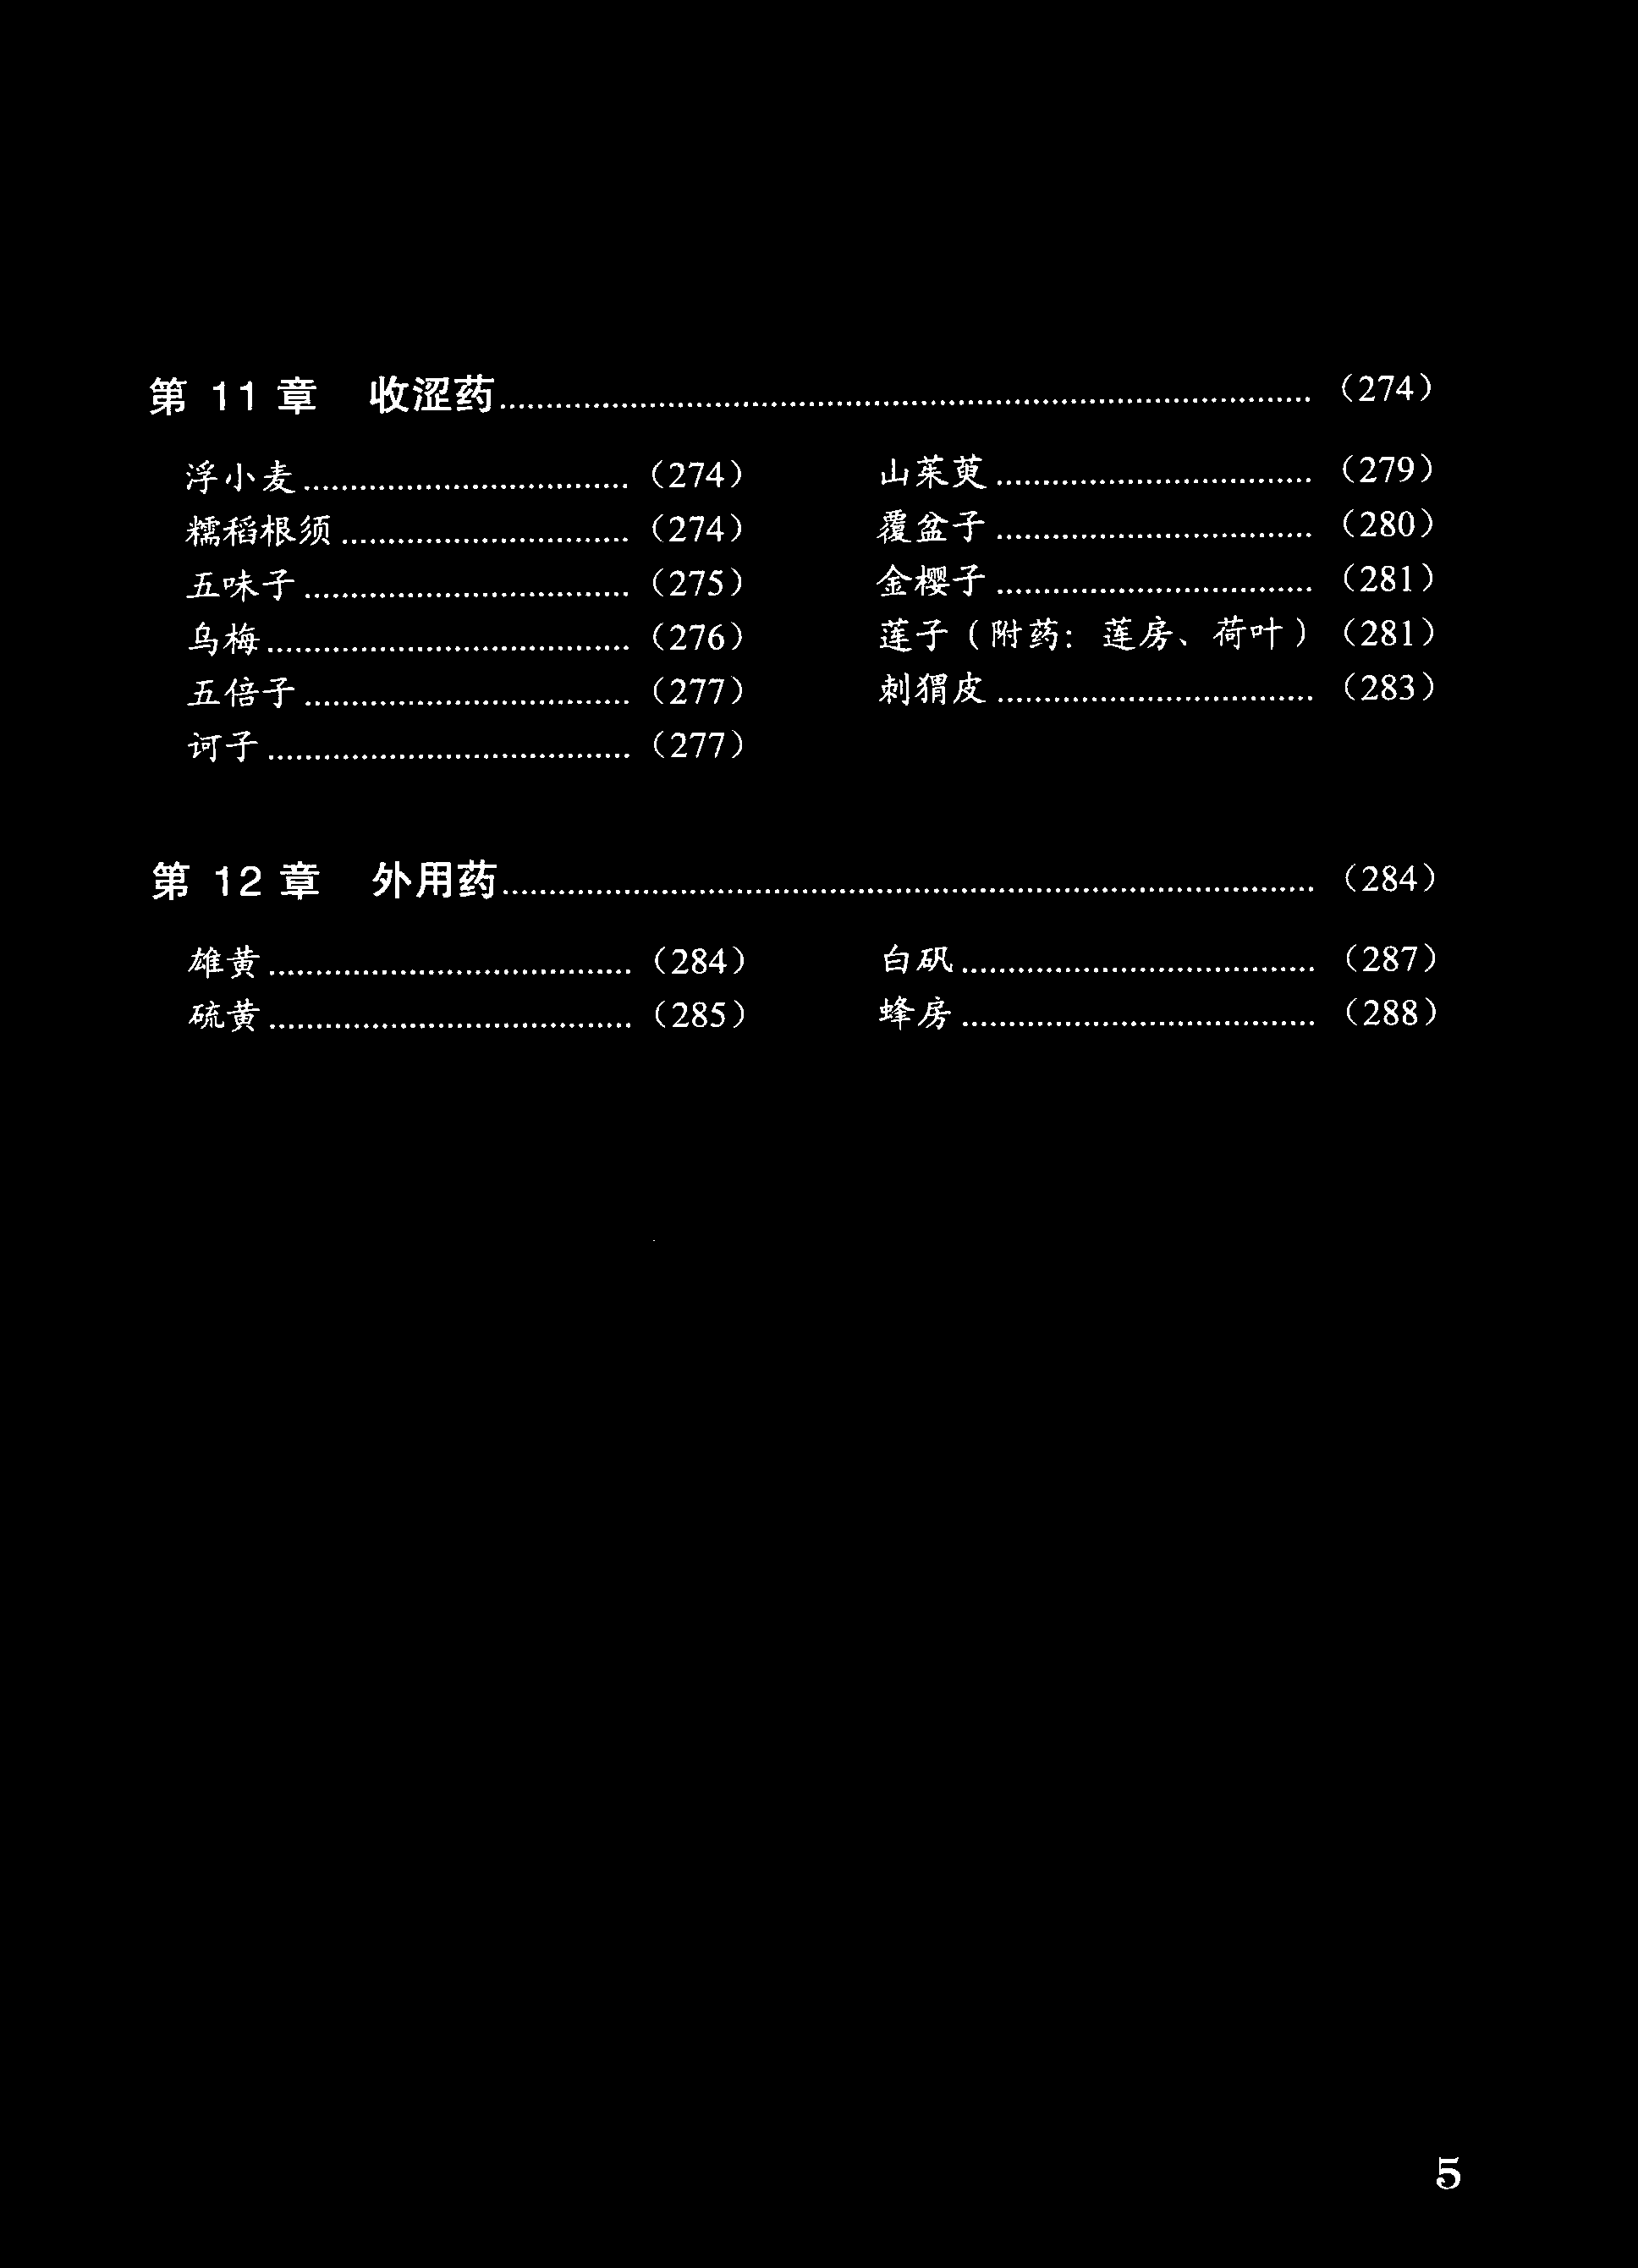 第 11 章 收涩药……（274）
浮小麦……（274）
糯稻根须……（274）
五味子……（275）
乌梅……（276）
五倍子……（277）
诃子……（277）
山茱萸……（279）
覆盆子……（280）
金樱子……（281）
莲子（附药：莲房、荷叶）（281）
刺猬皮……（283）
第 12 章 外用药……（284）
雄黄……（284）
硫黄……（285）
白矾……（287）
蜂房……（288）
5